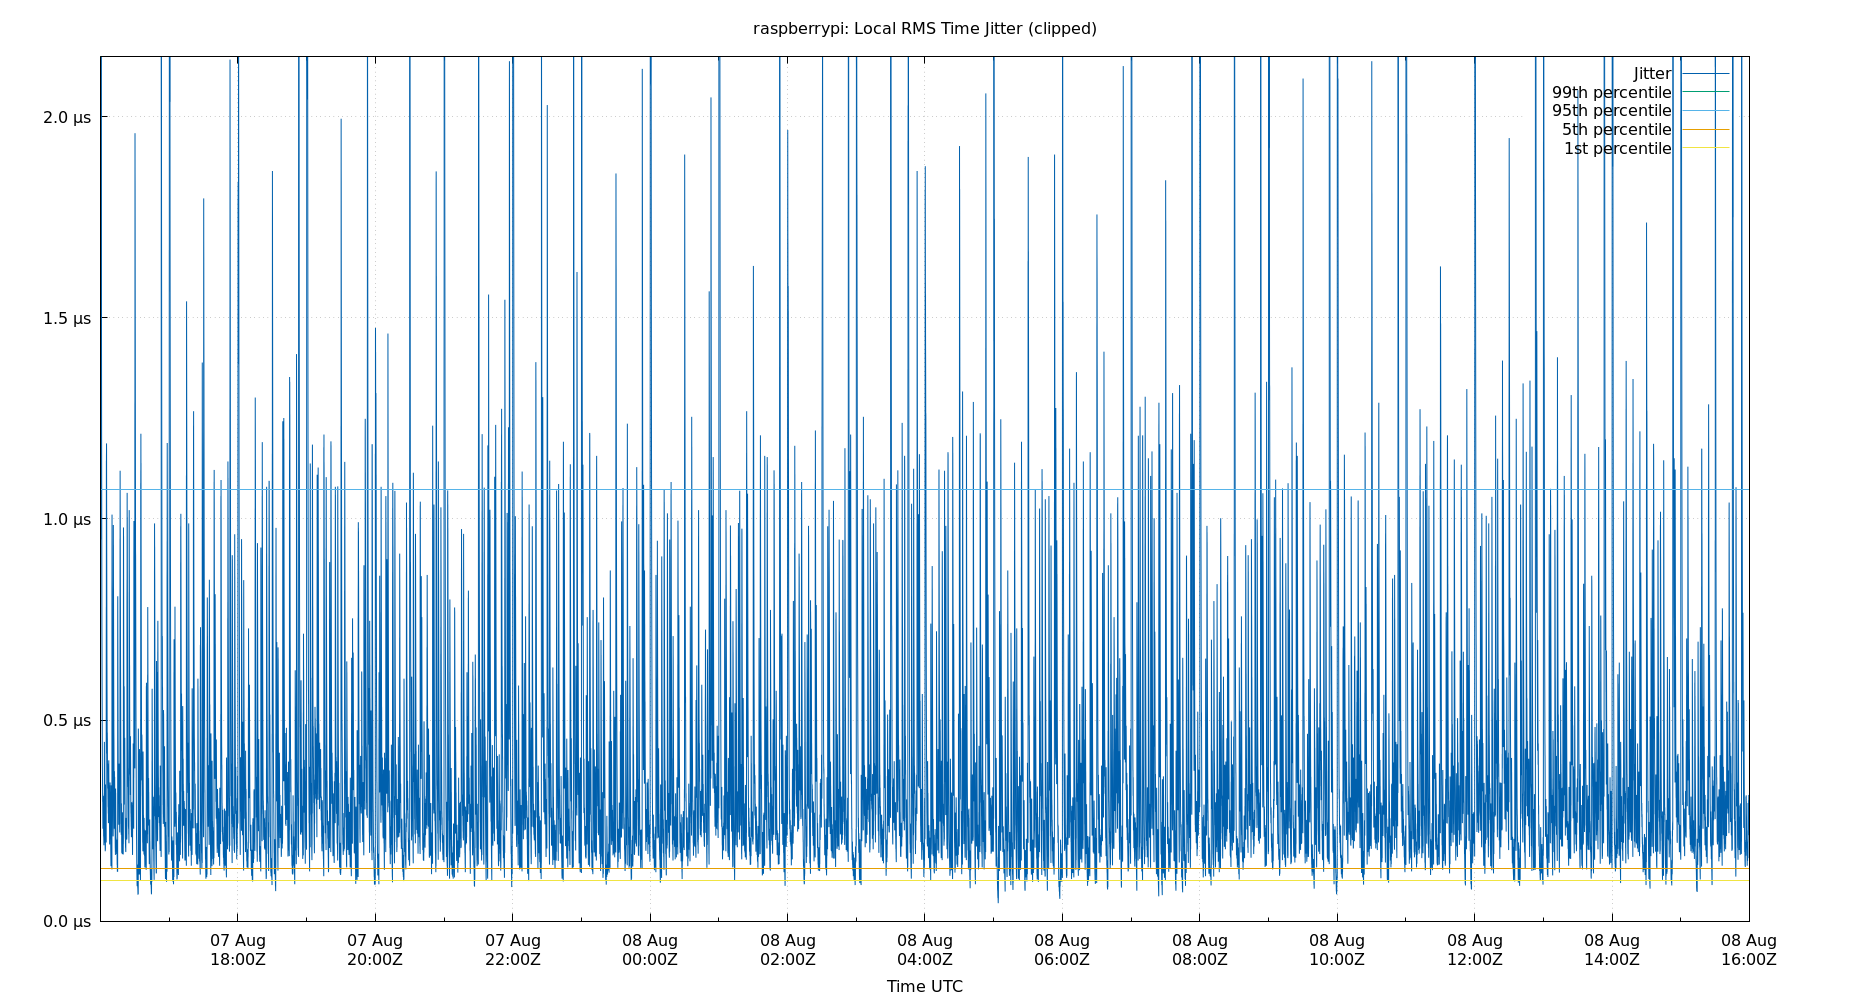 raspberrypi: Local RMS Time Jitter (clipped)
Jitter
99th percentile
95th percentile
5th percentile
1st percentile
2.0 μs
1.5 μs
1.0 μs
0.5 μs
0.0 μs
07 Aug 07 Aug 07 Aug 08 Aug 08 Aug 08 Aug 08 Aug 08 Aug 08 Aug 08 Aug 08 Aug 08 Aug
18:00Z 20:00Z 22:00Z 00:00Z 02:00Z 04:00Z 06:00Z 08:00Z 10:00Z 12:00Z 14:00Z 16:00Z
Time UTC